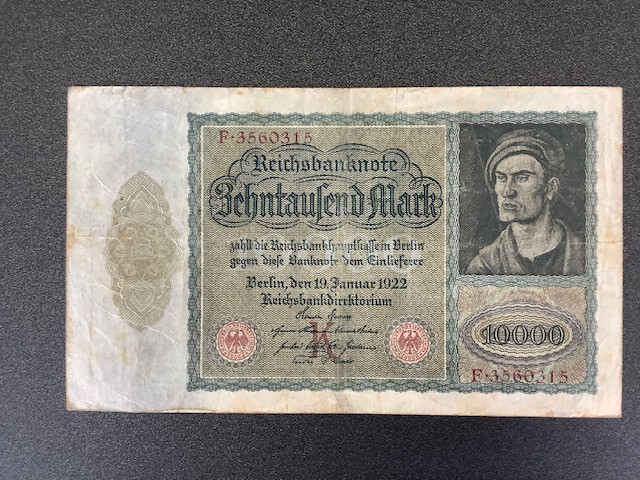 F·3560315
Reichsbanknote
Zehntausend Mark
zahlt die Reichsbankhauptkasse in Berlin
gegen diese Banknote dem Einlieferer
Berlin, den 19. Januar 1922
Reichsbankdirektorium
K
10000
F·3560315